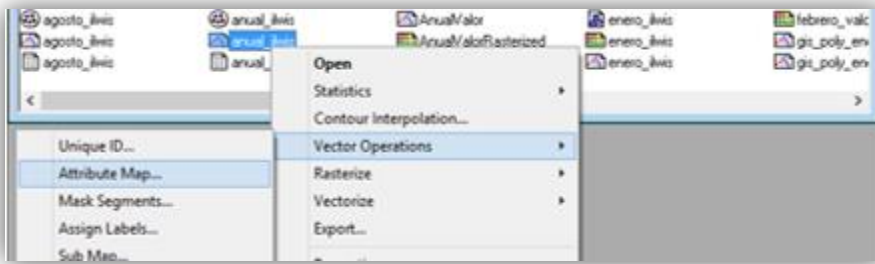 agosto_ilwis anual_ilwis AnualValor enero_ilwis febrero_valo
agosto_ilwis anual_ilwis AnualValorRasterized enero_ilwis gis_poly_en
agosto_ilwis anual_ Open enero_ilwis gis_poly_en
Statistics
Contour Interpolation...
Unique ID... Vector Operations
Attribute Map... Rasterize
Mask Segments... Vectorize
Assign Labels... Export...
Sub Map...